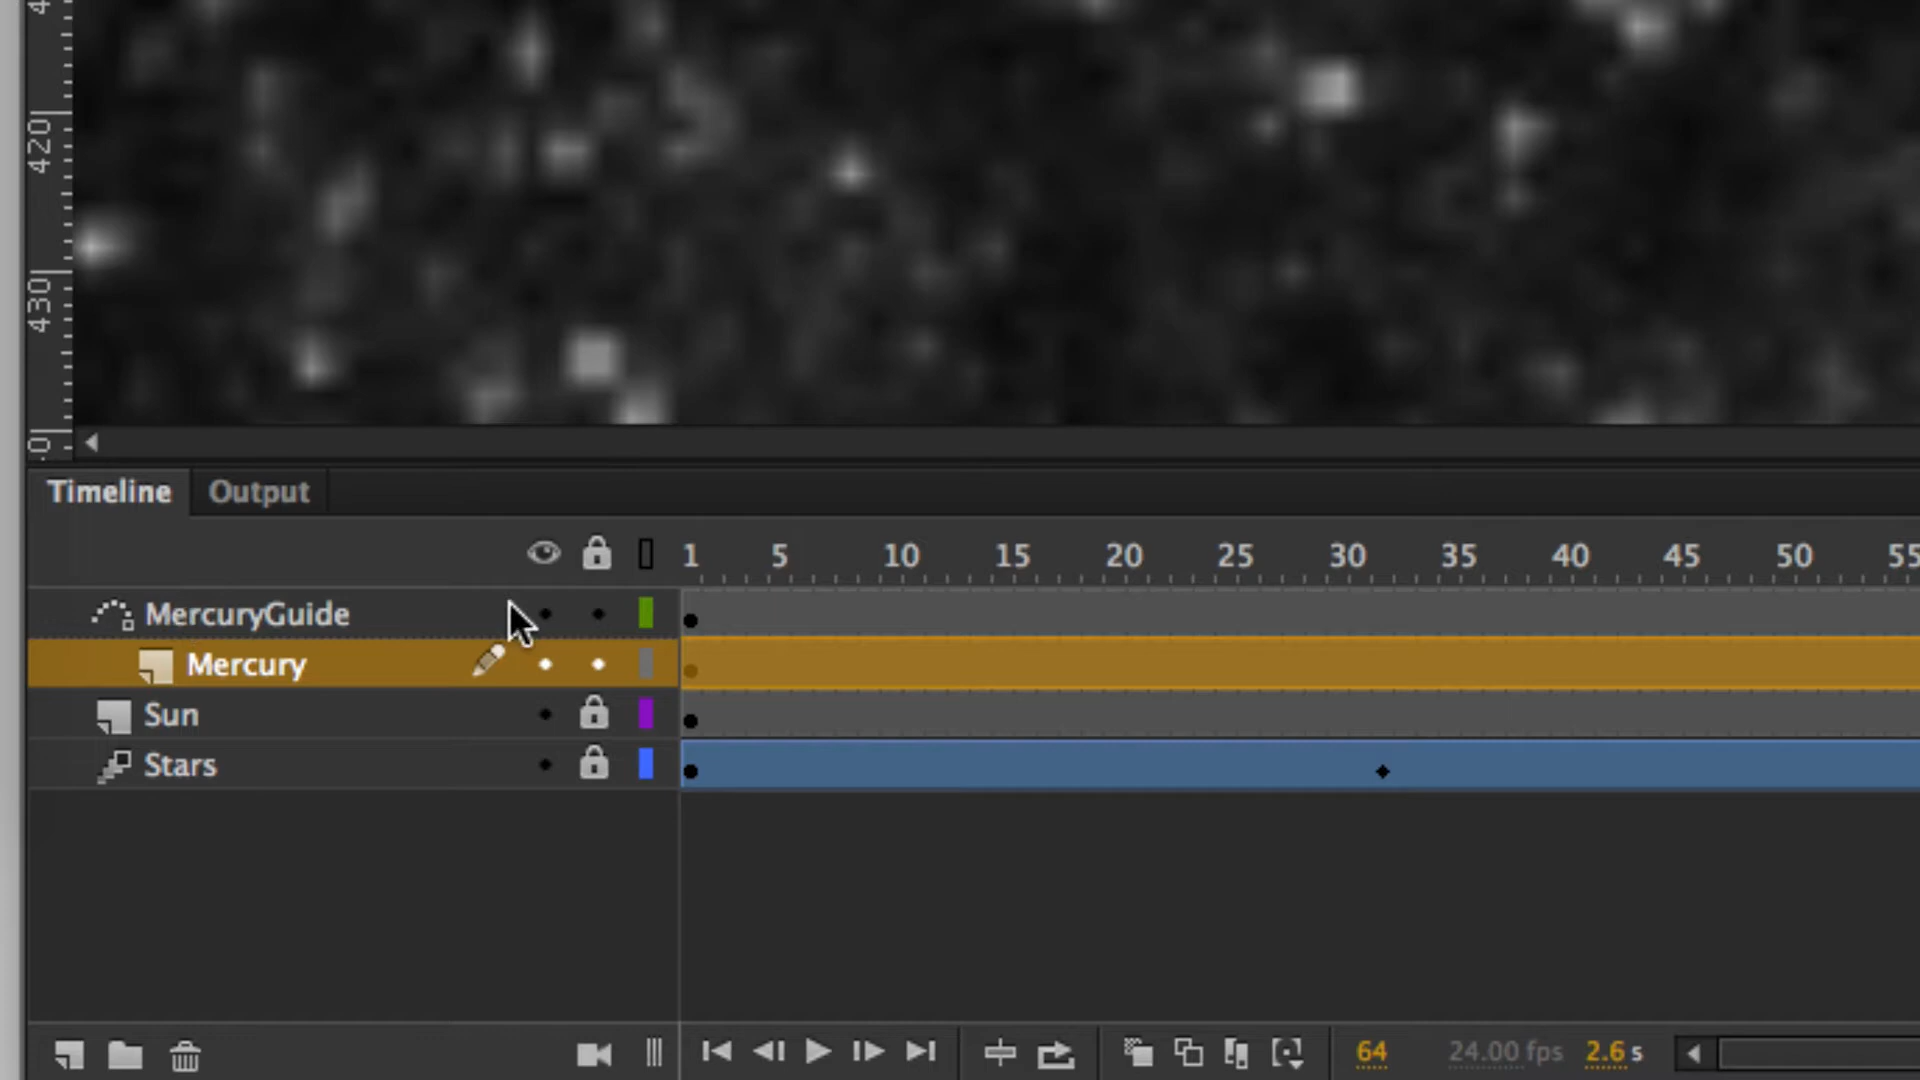 420
430
Timeline Output
1 5 10 15 20 25 30 35 40 45 50 55
MercuryGuide
Mercury
Sun
Stars
64 24.00 fps 2.6 s